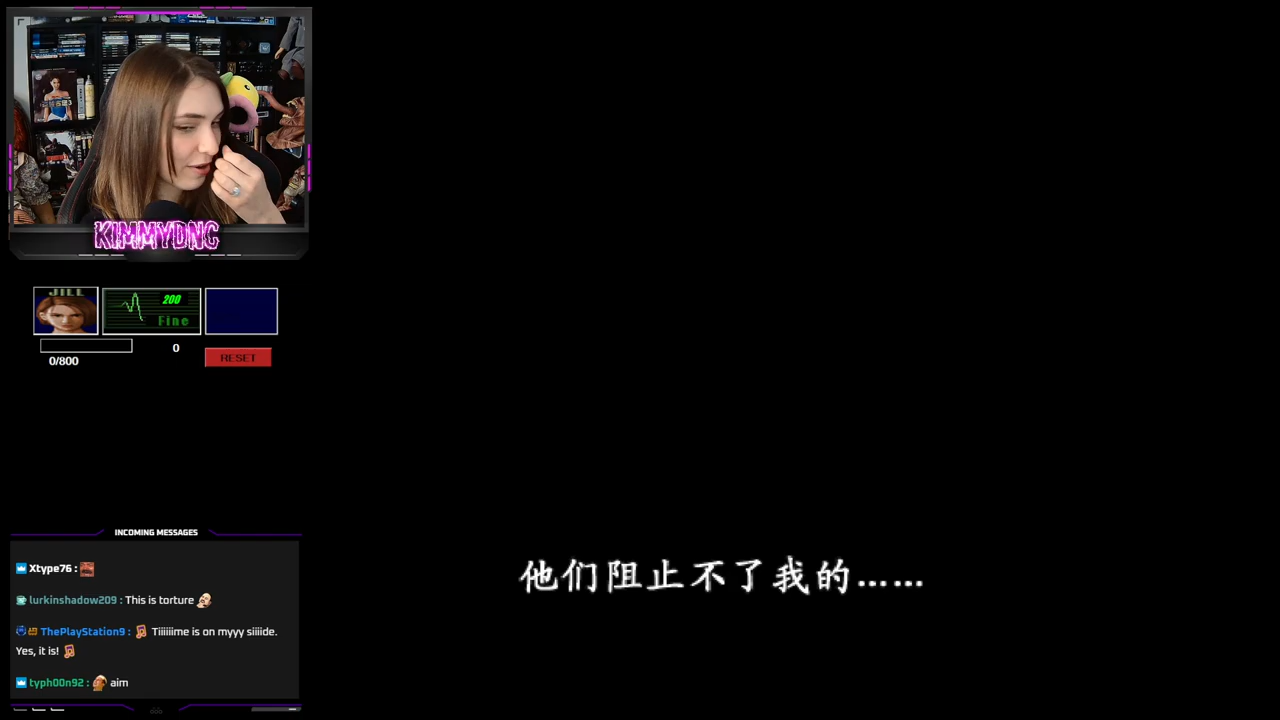 KIMMYDNC
JILL
200
Fine
0/800
0
RESET
INCOMING MESSAGES
Xtype76 :
lurkinshadow209 : This is torture
ThePlayStation9 : Tiiiiiime is on myyy siiiide.
Yes, it is!
typh00n92 : aim
他们阻止不了我的……